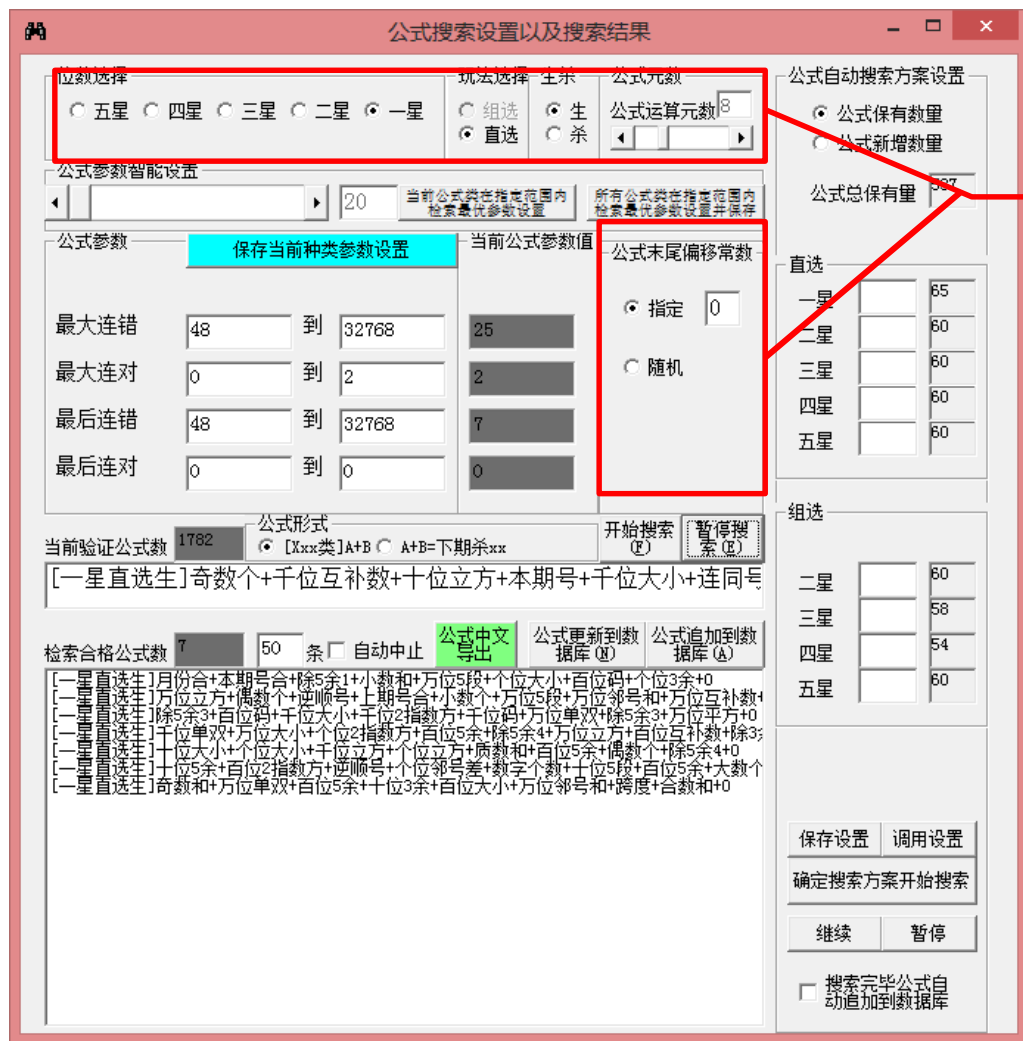 公式搜索设置以及搜索结果
位数选择
五星 四星 三星 二星 一星
玩法选择
组选
直选
生杀
生
杀
公式元数
公式运算元数 8
公式自动搜索方案设置
公式保有数量
公式新增数量
公式总保有量
公式参数智能设置
20
当前公式类在指定范围内
检索最优参数设置
所有公式类在指定范围内
检索最优参数设置并保存
公式参数
保存当前种类参数设置
当前公式参数值
最大连错 48 到 32768 25
最大连对 0 到 2 2
最后连错 48 到 32768 7
最后连对 0 到 0 0
公式末尾偏移常数
指定 0
随机
直选
一星 65
二星 60
三星 60
四星 60
五星 60
当前验证公式数 1782
公式形式
[Xxx类]A+B A+B=下期杀xx
开始搜索
(F)
暂停搜
索(E)
[一星直选生]奇数个+千位互补数+十位立方+本期号+千位大小+连同号
检索合格公式数 7 50 条 自动中止
公式中文
导出
公式更新到数
据库(N)
公式追加到数
据库(A)
[一星直选生]月份合+本期号合+除5余1+小数和+万位5段+个位大小+百位码+个位3余+0
[一星直选生]万位立方+偶数个+逆顺号+上期号合+小数个+万位5段+万位邻号和+万位互补数+
[一星直选生]除5余3+百位码+千位大小+千位2指数方+千位码+万位单双+除5余3+万位平方+0
[一星直选生]千位单双+万位大小+个位2指数方+百位5余+除5余4+万位立方+百位互补数+除3
[一星直选生]十位大小+个位大小+千位立方+个位立方+质数和+百位5余+偶数个+除5余4+0
[一星直选生]十位5余+百位2指数方+逆顺号+个位邻号差+数字个数+十位5段+百位5余+大数个
[一星直选生]奇数和+万位单双+百位5余+十位3余+百位大小+万位邻号和+跨度+合数和+0
组选
二星 60
三星 58
四星 54
五星 60
保存设置 调用设置
确定搜索方案开始搜索
继续 暂停
搜索完毕公式自
动追加到数据库